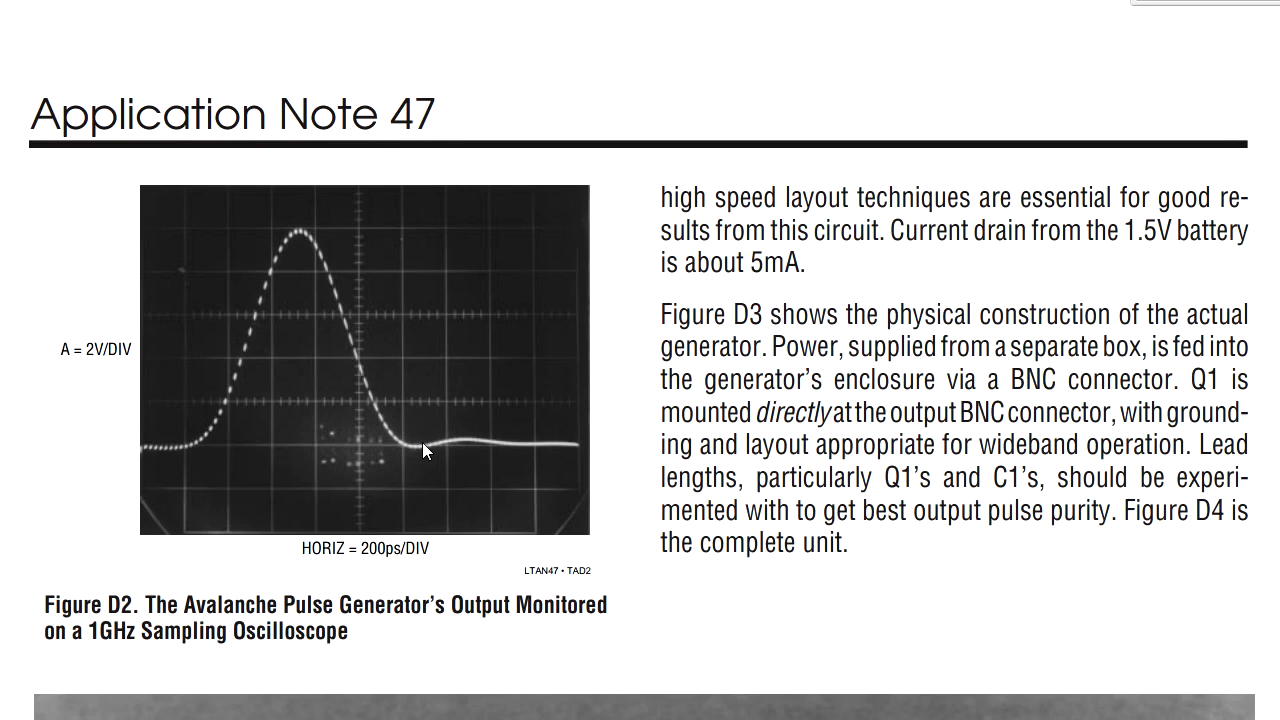 Application Note 47
A = 2V/DIV
HORIZ = 200ps/DIV
LTAN47 • TAD2
Figure D2. The Avalanche Pulse Generator’s Output Monitored
on a 1GHz Sampling Oscilloscope
high speed layout techniques are essential for good re-
sults from this circuit. Current drain from the 1.5V battery
is about 5mA.
Figure D3 shows the physical construction of the actual
generator. Power, supplied from a separate box, is fed into
the generator’s enclosure via a BNC connector. Q1 is
mounted directly at the output BNC connector, with ground-
ing and layout appropriate for wideband operation. Lead
lengths, particularly Q1’s and C1’s, should be experi-
mented with to get best output pulse purity. Figure D4 is
the complete unit.